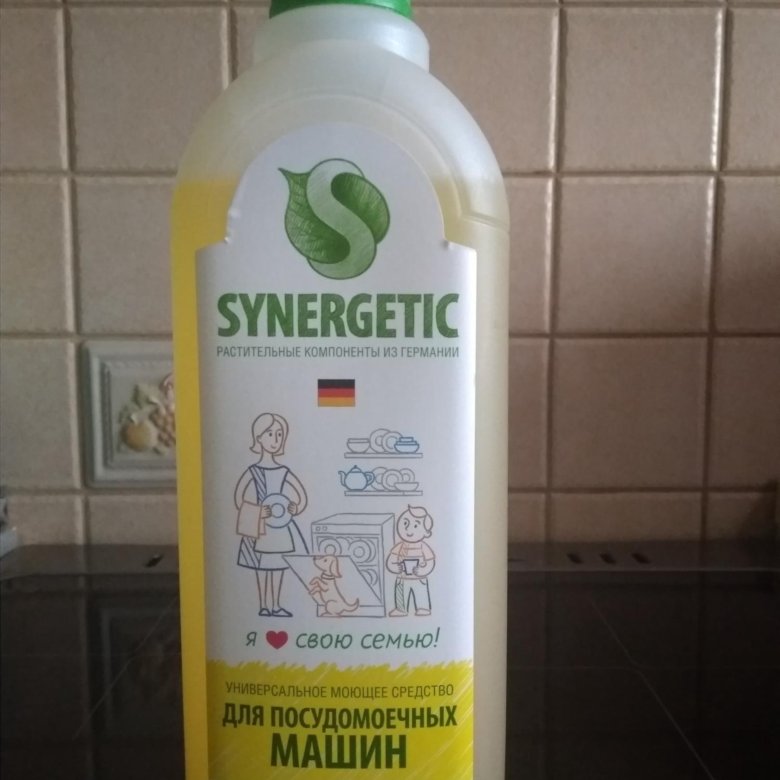 SYNERGETIC
РАСТИТЕЛЬНЫЕ КОМПОНЕНТЫ ИЗ ГЕРМАНИИ
я ❤ свою семью!
УНИВЕРСАЛЬНОЕ МОЮЩЕЕ СРЕДСТВО
ДЛЯ ПОСУДОМОЕЧНЫХ
МАШИН